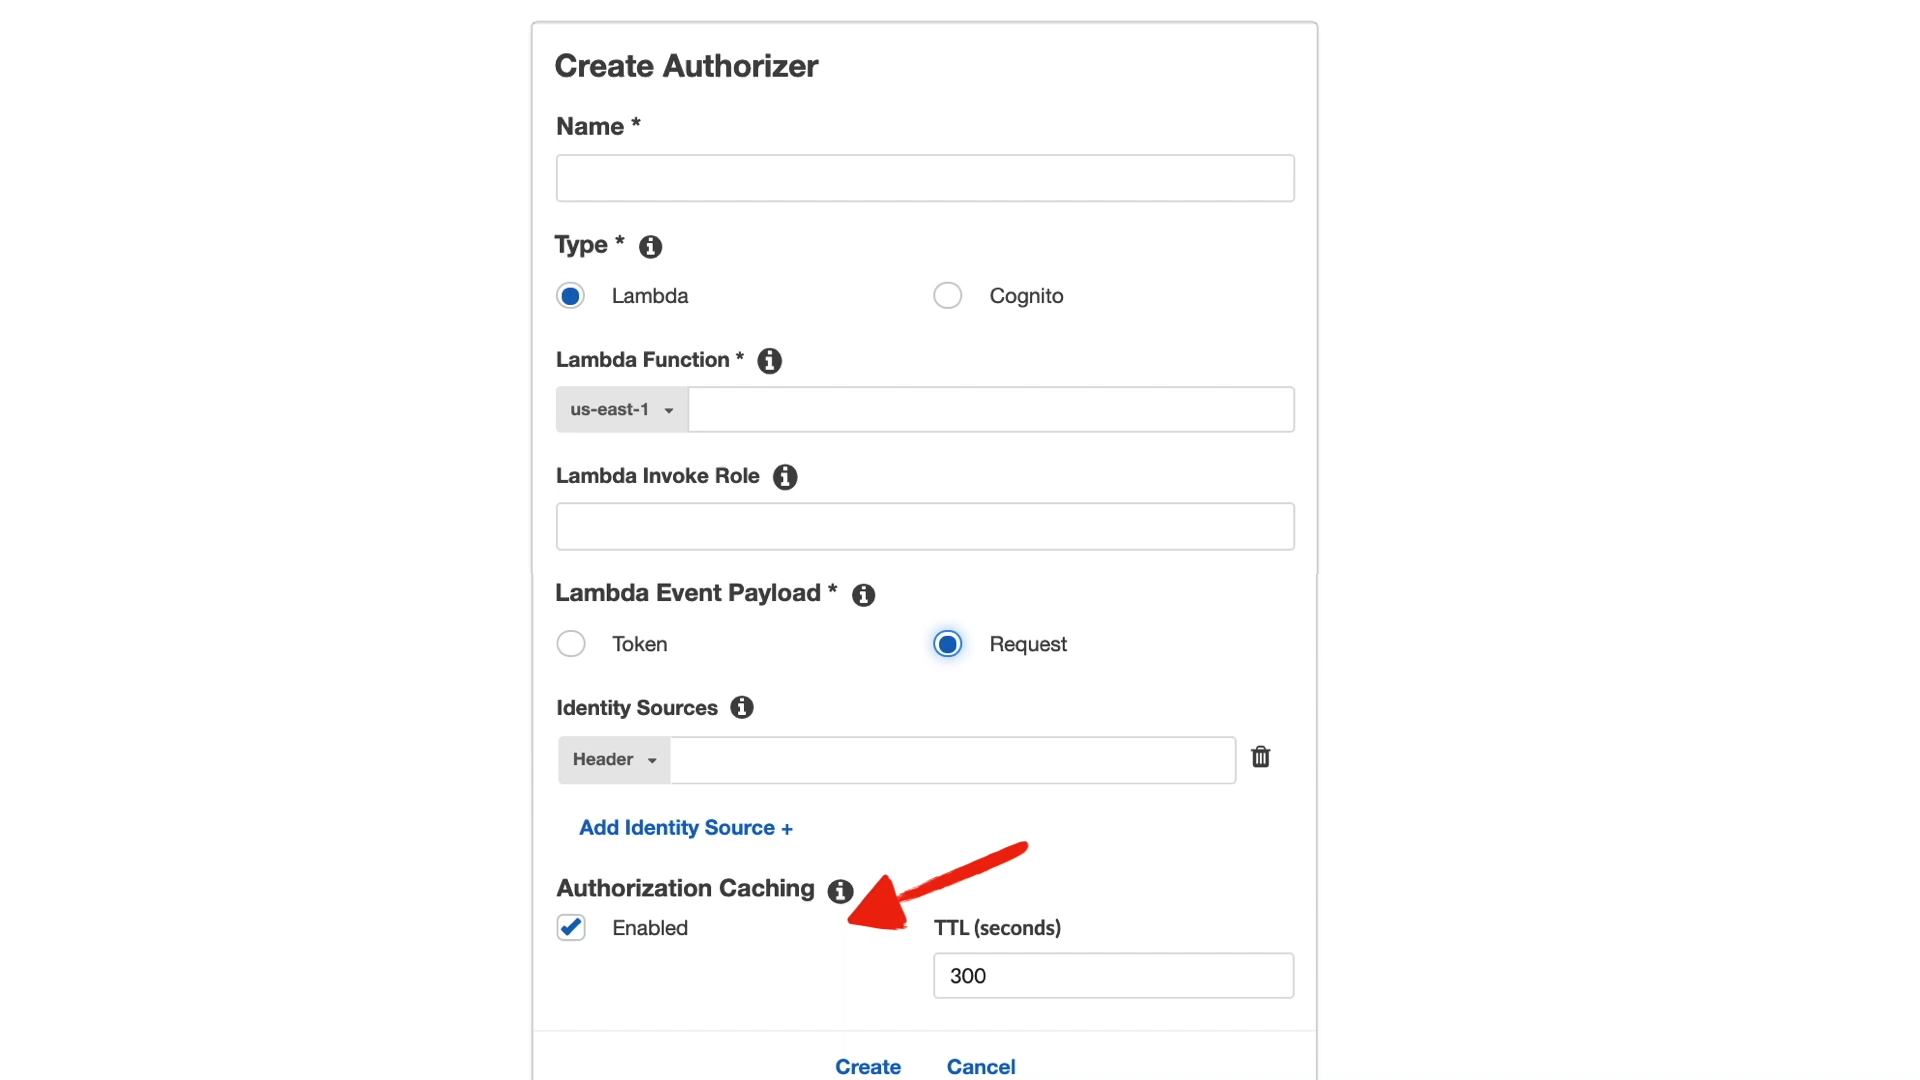 Create Authorizer
Name *
Type *
Lambda Cognito
Lambda Function *
us-east-1
Lambda Invoke Role
Lambda Event Payload *
Token Request
Identity Sources
Header
Add Identity Source +
Authorization Caching
Enabled TTL (seconds)
300
Create Cancel